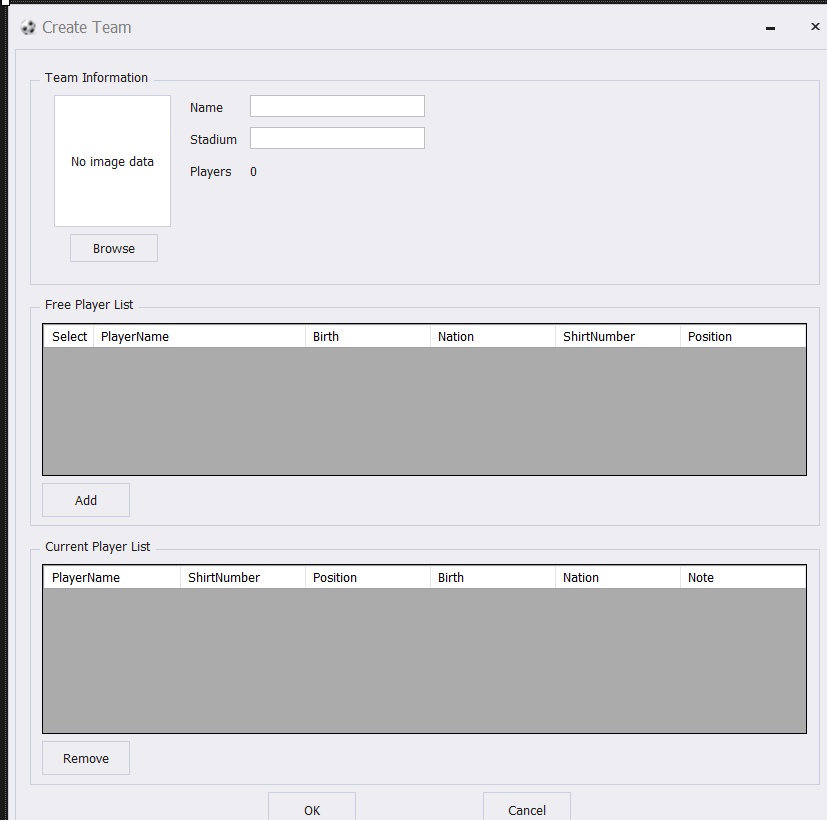 Create Team
Team Information
No image data
Name
Stadium
Players 0
Browse
Free Player List
Select PlayerName Birth Nation ShirtNumber Position
Add
Current Player List
PlayerName ShirtNumber Position Birth Nation Note
Remove
OK Cancel